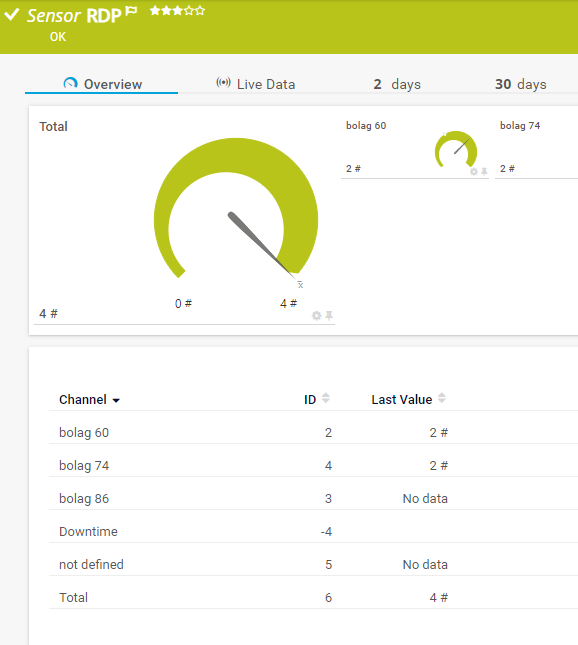 Sensor RDP
OK
Overview
Live Data
2 days
30 days
Total
bolag 60
bolag 74
2 #
2 #
x
0 #
4 #
4 #
Channel
ID
Last Value
bolag 60 2 2 #
bolag 74 4 2 #
bolag 86 3 No data
Downtime -4
not defined 5 No data
Total 6 4 #